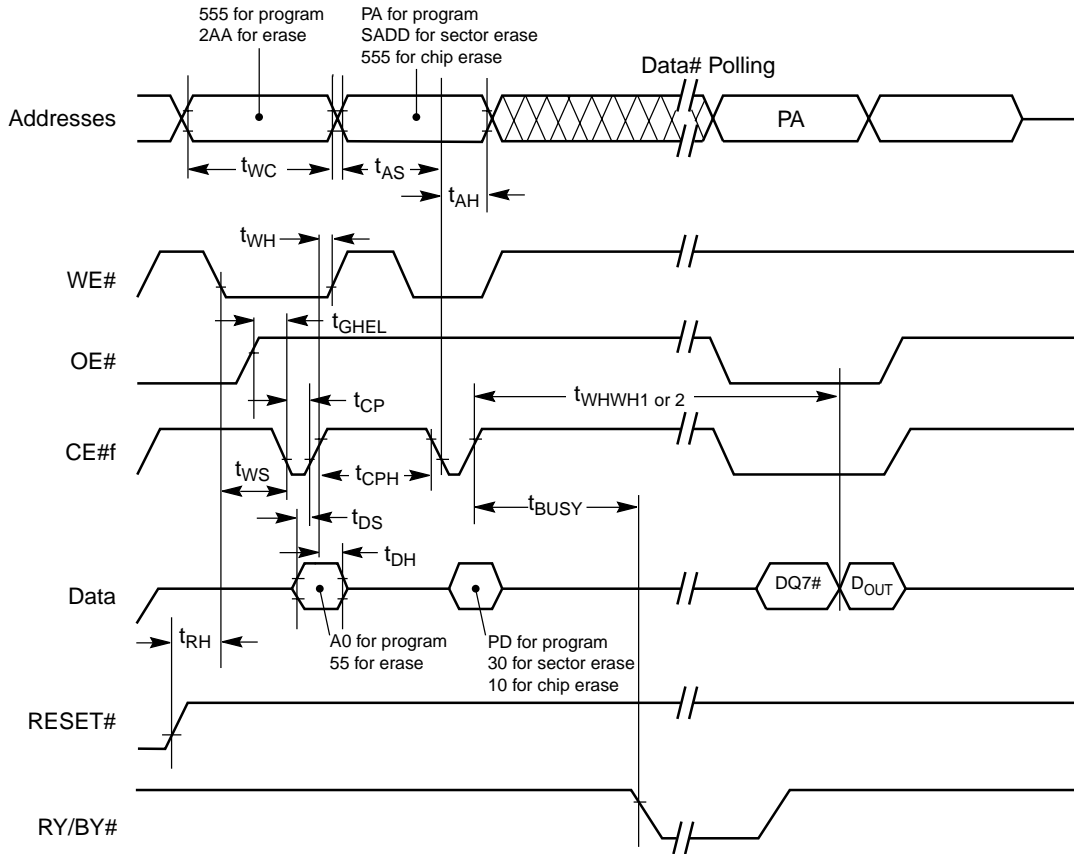 555 for program
2AA for erase
PA for program
SADD for sector erase
555 for chip erase
Data# Polling
Addresses
PA
tWC
tAS
tAH
tWH
WE#
tGHEL
OE#
tWHWH1 or 2
tCP
CE#f
tWS
tCPH
tBUSY
tDS
tDH
Data
DQ7#
DOUT
tRH
A0 for program
55 for erase
PD for program
30 for sector erase
10 for chip erase
RESET#
RY/BY#